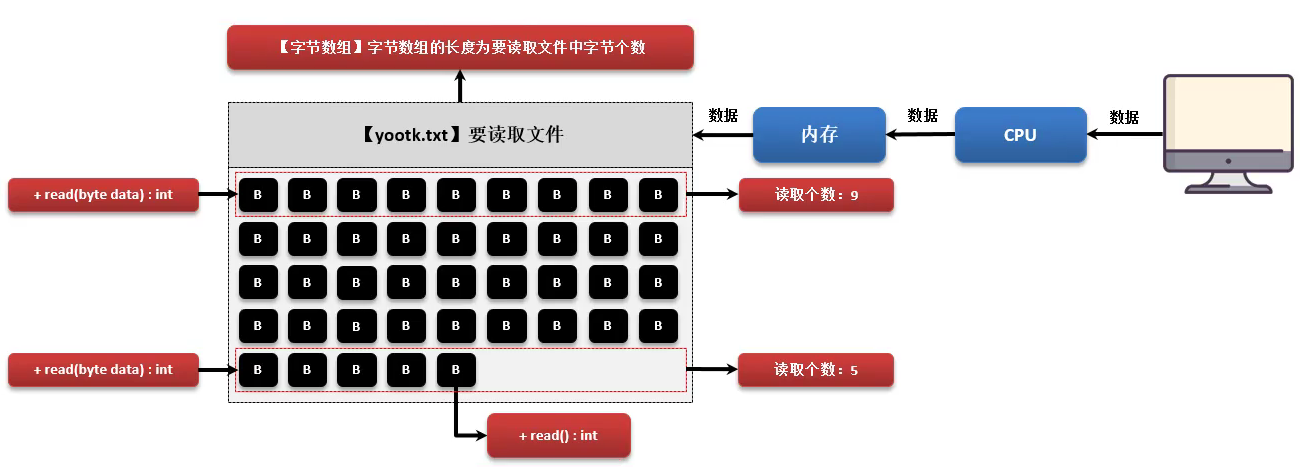 【字节数组】字节数组的长度为要读取文件中字节个数
【yootk.txt】要读取文件
数据
内存
数据
CPU
数据
+ read(byte data) : int
B B B B B B B B B
读取个数：9
B B B B B B B B B
B B B B B B B B B
B B B B B B B B B
+ read(byte data) : int
B B B B B
读取个数：5
+ read() : int